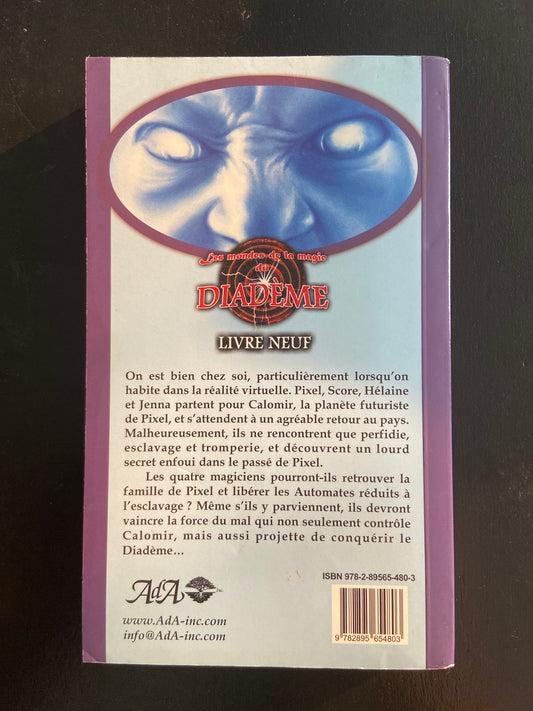 Les mondes de la magie
du
DIADÈME
LIVRE NEUF
On est bien chez soi, particulièrement lorsqu'on
habite dans la réalité virtuelle. Pixel, Score, Hélaine
et Jenna partent pour Calomir, la planète futuriste
de Pixel, et s'attendent à un agréable retour au pays.
Malheureusement, ils ne rencontrent que perfidie,
esclavage et tromperie, et découvrent un lourd
secret enfoui dans le passé de Pixel.
Les quatre magiciens pourront-ils retrouver la
famille de Pixel et libérer les Automates réduits à
l'esclavage ? Même s'ils y parviennent, ils devront
vaincre la force du mal qui non seulement contrôle
Calomir, mais aussi projette de conquérir le
Diadème...
ISBN 978-2-89565-480-3
AdA
www.AdA-inc.com
info@AdA-inc.com
9 782895 654803